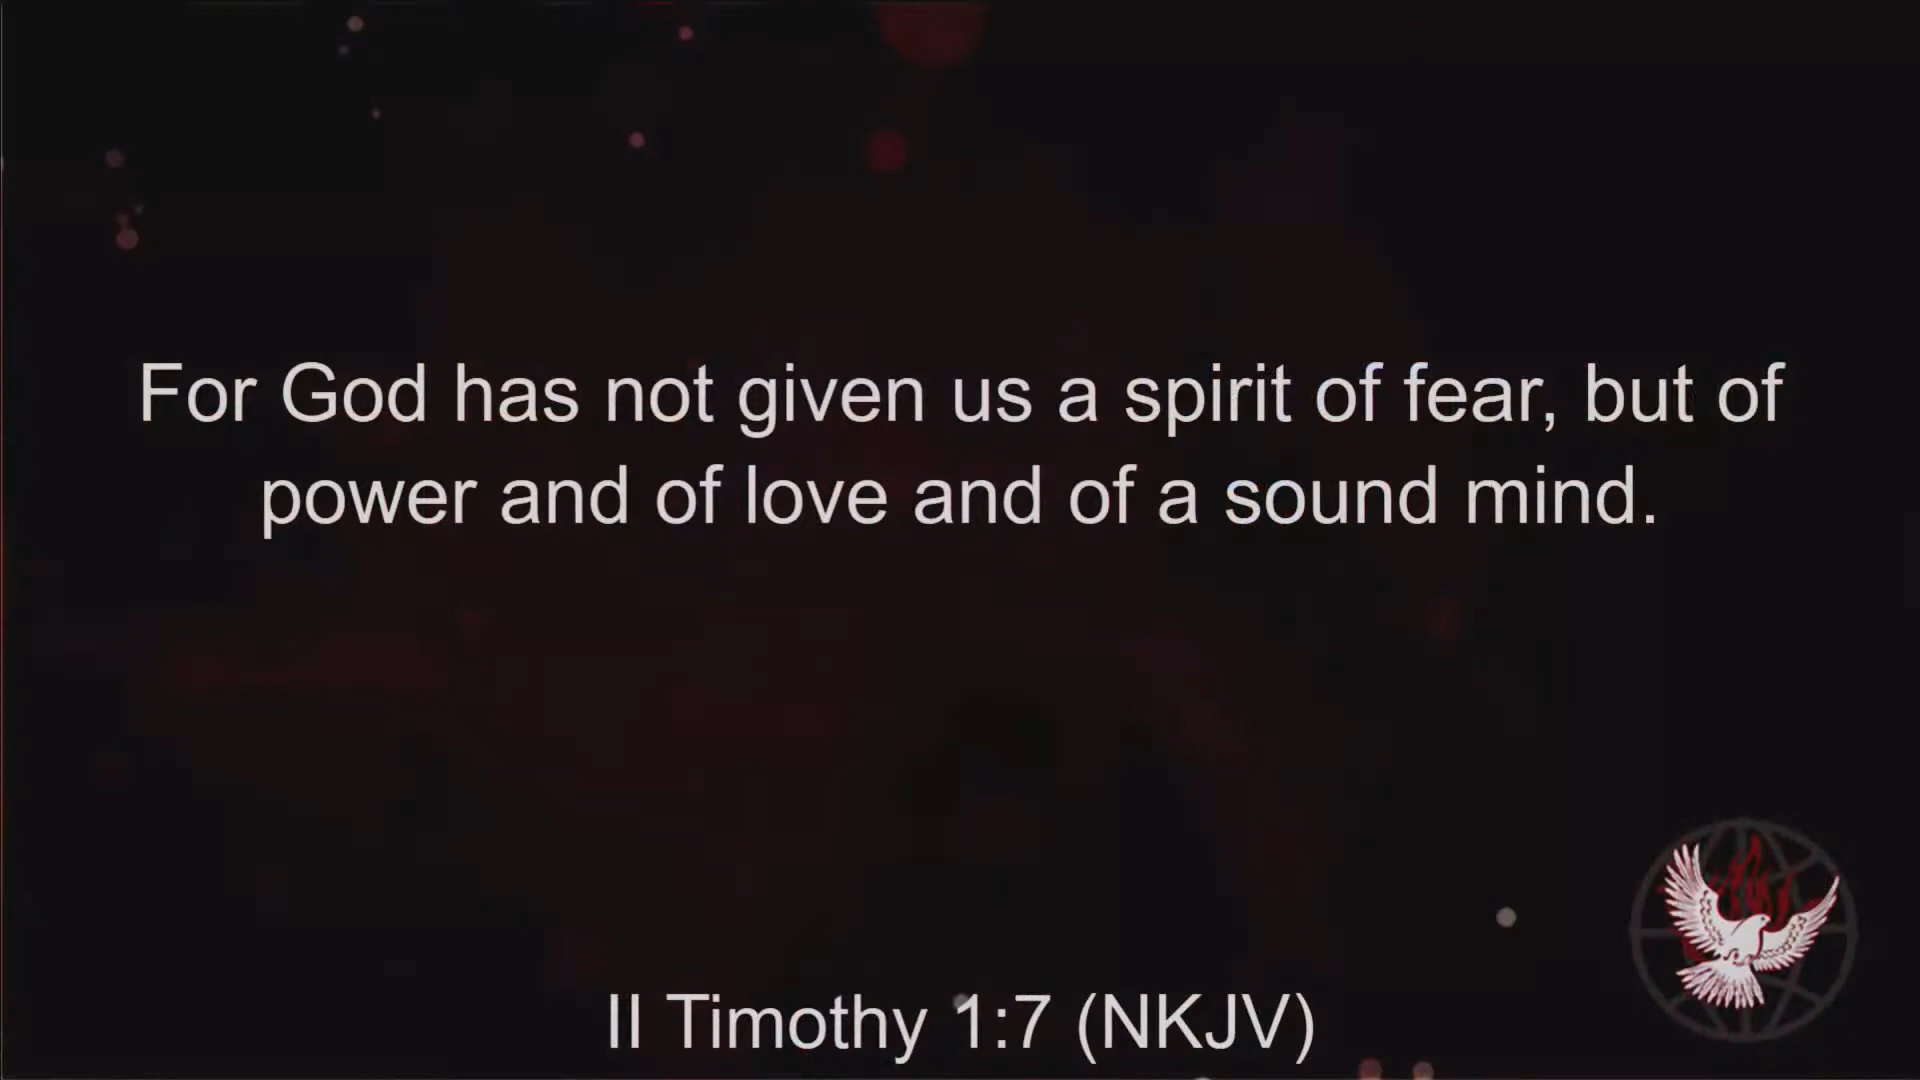 For God has not given us a spirit of fear, but of
power and of love and of a sound mind.
II Timothy 1:7 (NKJV)